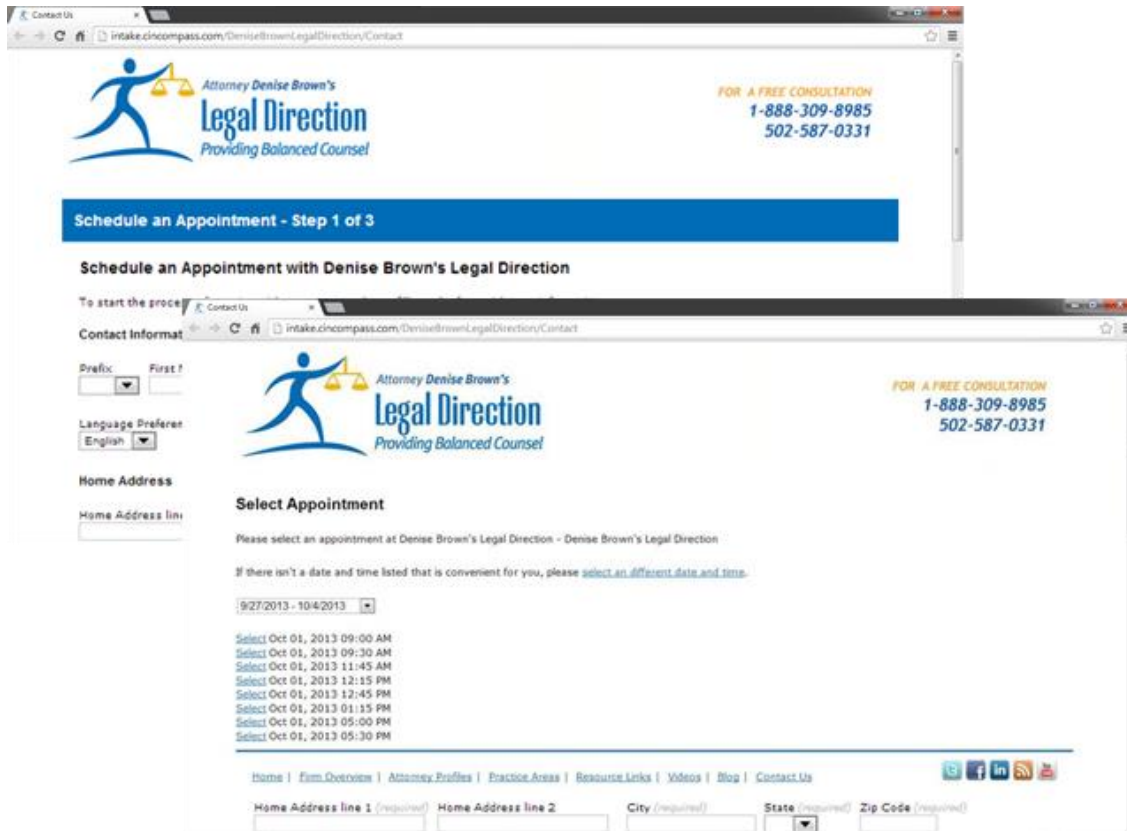 Contact Us
intake.cincompass.com/DeniseBrownLegalDirection/Contact
Attorney Denise Brown's
Legal Direction
Providing Balanced Counsel
FOR A FREE CONSULTATION
1-888-309-8985
502-587-0331
Schedule an Appointment - Step 1 of 3
Schedule an Appointment with Denise Brown's Legal Direction
To start the proce
Contact Informat
Prefix First
English
Language Preferen
Home Address
Home Address line
Contact Us
intake.cincompass.com/DeniseBrownLegalDirection/Contact
Attorney Denise Brown's
Legal Direction
Providing Balanced Counsel
FOR A FREE CONSULTATION
1-888-309-8985
502-587-0331
Select Appointment
Please select an appointment at Denise Brown's Legal Direction - Denise Brown's Legal Direction
If there isn't a date and time listed that is convenient for you, please select an different date and time.
9/27/2013 - 10/4/2013
Select Oct 01, 2013 09:00 AM
Select Oct 01, 2013 09:30 AM
Select Oct 01, 2013 11:45 AM
Select Oct 01, 2013 12:15 PM
Select Oct 01, 2013 12:45 PM
Select Oct 01, 2013 01:15 PM
Select Oct 01, 2013 05:00 PM
Select Oct 01, 2013 05:30 PM
Home | Firm Overview | Attorney Profiles | Practice Areas | Resource Links | Videos | Blog | Contact Us
Home Address line 1 (required) Home Address line 2 City (required) State (required) Zip Code (required)